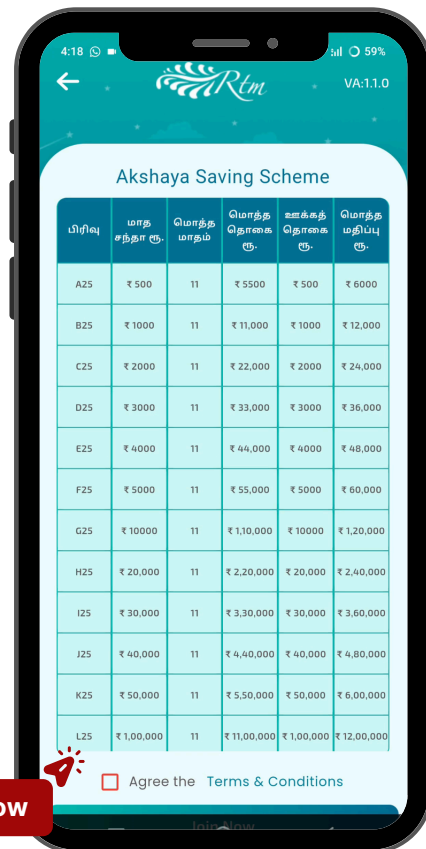 4:18 59%
Rtm VA:1.1.0
Akshaya Saving Scheme
பிரிவு மாத சந்தா ரூ. மொத்த மாதம் மொத்த தொகை ரூ. ஊக்கத் தொகை ரூ. மொத்த மதிப்பு ரூ.
A25 ₹ 500 11 ₹ 5500 ₹ 500 ₹ 6000
B25 ₹ 1000 11 ₹ 11,000 ₹ 1000 ₹ 12,000
C25 ₹ 2000 11 ₹ 22,000 ₹ 2000 ₹ 24,000
D25 ₹ 3000 11 ₹ 33,000 ₹ 3000 ₹ 36,000
E25 ₹ 4000 11 ₹ 44,000 ₹ 4000 ₹ 48,000
F25 ₹ 5000 11 ₹ 55,000 ₹ 5000 ₹ 60,000
G25 ₹ 10000 11 ₹ 1,10,000 ₹ 10000 ₹ 1,20,000
H25 ₹ 20,000 11 ₹ 2,20,000 ₹ 20,000 ₹ 2,40,000
I25 ₹ 30,000 11 ₹ 3,30,000 ₹ 30,000 ₹ 3,60,000
J25 ₹ 40,000 11 ₹ 4,40,000 ₹ 40,000 ₹ 4,80,000
K25 ₹ 50,000 11 ₹ 5,50,000 ₹ 50,000 ₹ 6,00,000
L25 ₹ 1,00,000 11 ₹ 11,00,000 ₹ 1,00,000 ₹ 12,00,000
Agree the Terms & Conditions
ow
Join Now